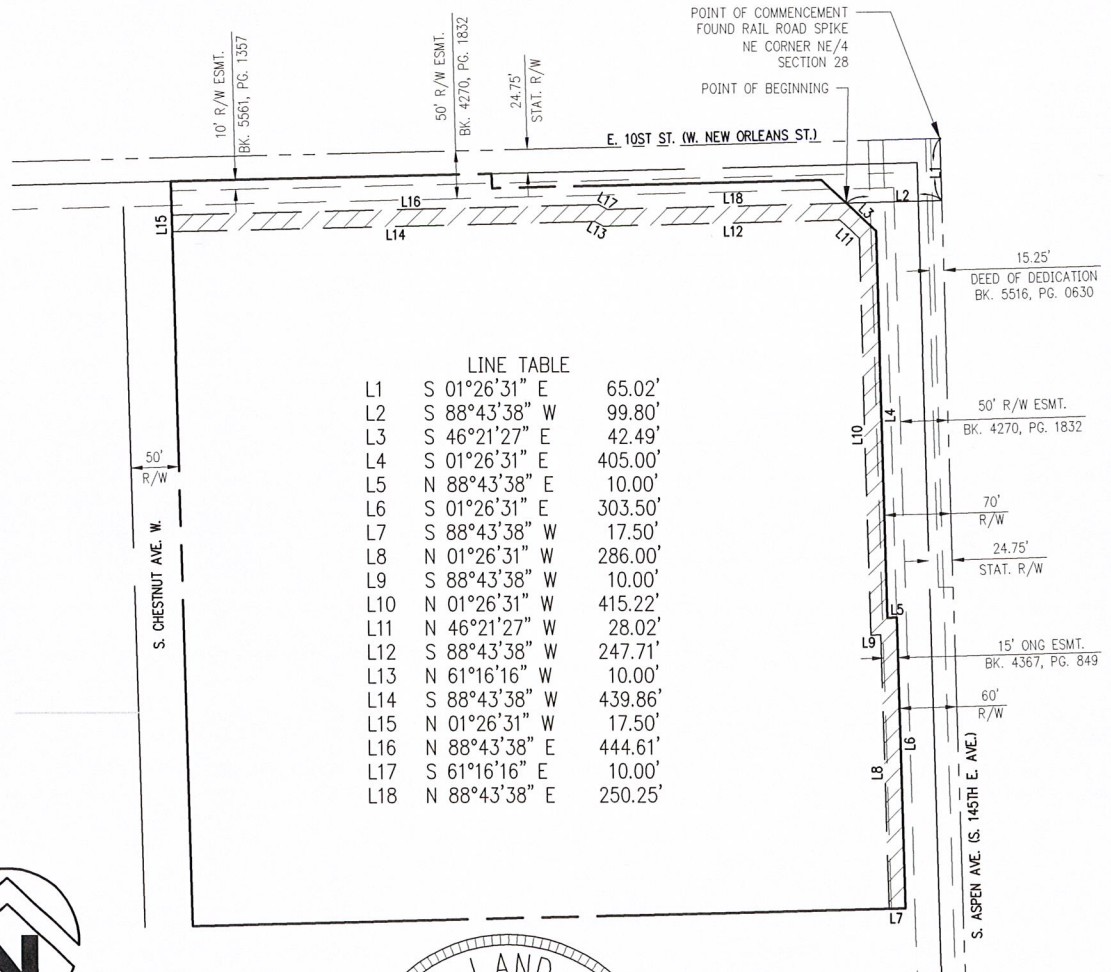 POINT OF COMMENCEMENT
FOUND RAIL ROAD SPIKE
NE CORNER NE/4
SECTION 28
POINT OF BEGINNING
10' R/W ESMT.
BK. 5561, PG. 1357
50' R/W ESMT.
BK. 4270, PG. 1832
24.75'
STAT. R/W
E. 10ST ST. (W. NEW ORLEANS ST.)
L1
L2
L3
L15
L16
L17
L18
L14
L13
L12
L11
15.25'
DEED OF DEDICATION
BK. 5516, PG. 0630
LINE TABLE
L1 S 01°26'31" E 65.02'
L2 S 88°43'38" W 99.80'
L3 S 46°21'27" E 42.49'
L4 S 01°26'31" E 405.00'
L5 N 88°43'38" E 10.00'
L6 S 01°26'31" E 303.50'
L7 S 88°43'38" W 17.50'
L8 N 01°26'31" W 286.00'
L9 S 88°43'38" W 10.00'
L10 N 01°26'31" W 415.22'
L11 N 46°21'27" W 28.02'
L12 S 88°43'38" W 247.71'
L13 N 61°16'16" W 10.00'
L14 S 88°43'38" W 439.86'
L15 N 01°26'31" W 17.50'
L16 N 88°43'38" E 444.61'
L17 S 61°16'16" E 10.00'
L18 N 88°43'38" E 250.25'
L10
L4
50' R/W ESMT.
BK. 4270, PG. 1832
50'
R/W
70'
R/W
24.75'
STAT. R/W
S. CHESTNUT AVE. W.
L5
L9
15' ONG ESMT.
BK. 4367, PG. 849
60'
R/W
L6
L8
S. ASPEN AVE. (S. 145TH E. AVE.)
L7
N
LAND